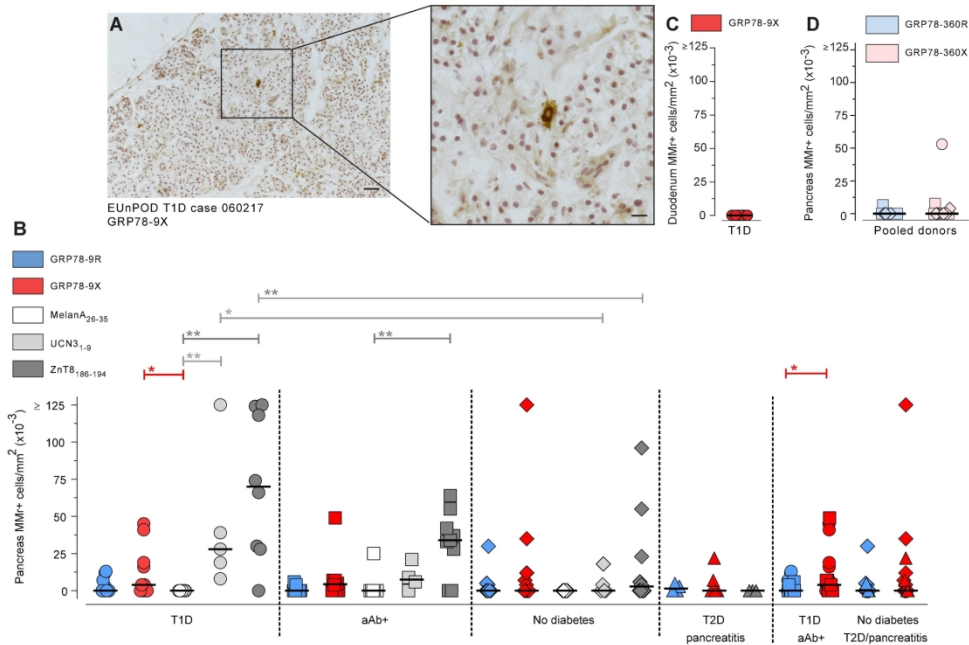 A
EUnPOD T1D case 060217
GRP78-9X
C
GRP78-9X
Duodenum MMr+ cells/mm² (x10⁻³)
≥
125
100
75
50
25
0
T1D
D
GRP78-360R
GRP78-360X
Pancreas MMr+ cells/mm² (x10⁻³)
≥
125
100
75
50
25
0
Pooled donors
B
GRP78-9R
GRP78-9X
MelanA₂₆₋₃₅
UCN3₁₋₉
ZnT8₁₈₆₋₁₉₄
**
*
** **
* ** *
Pancreas MMr+ cells/mm² (x10⁻³)
≥
125
100
75
50
25
0
T1D aAb+ No diabetes T2D T1D No diabetes
pancreatitis aAb+ T2D/pancreatitis